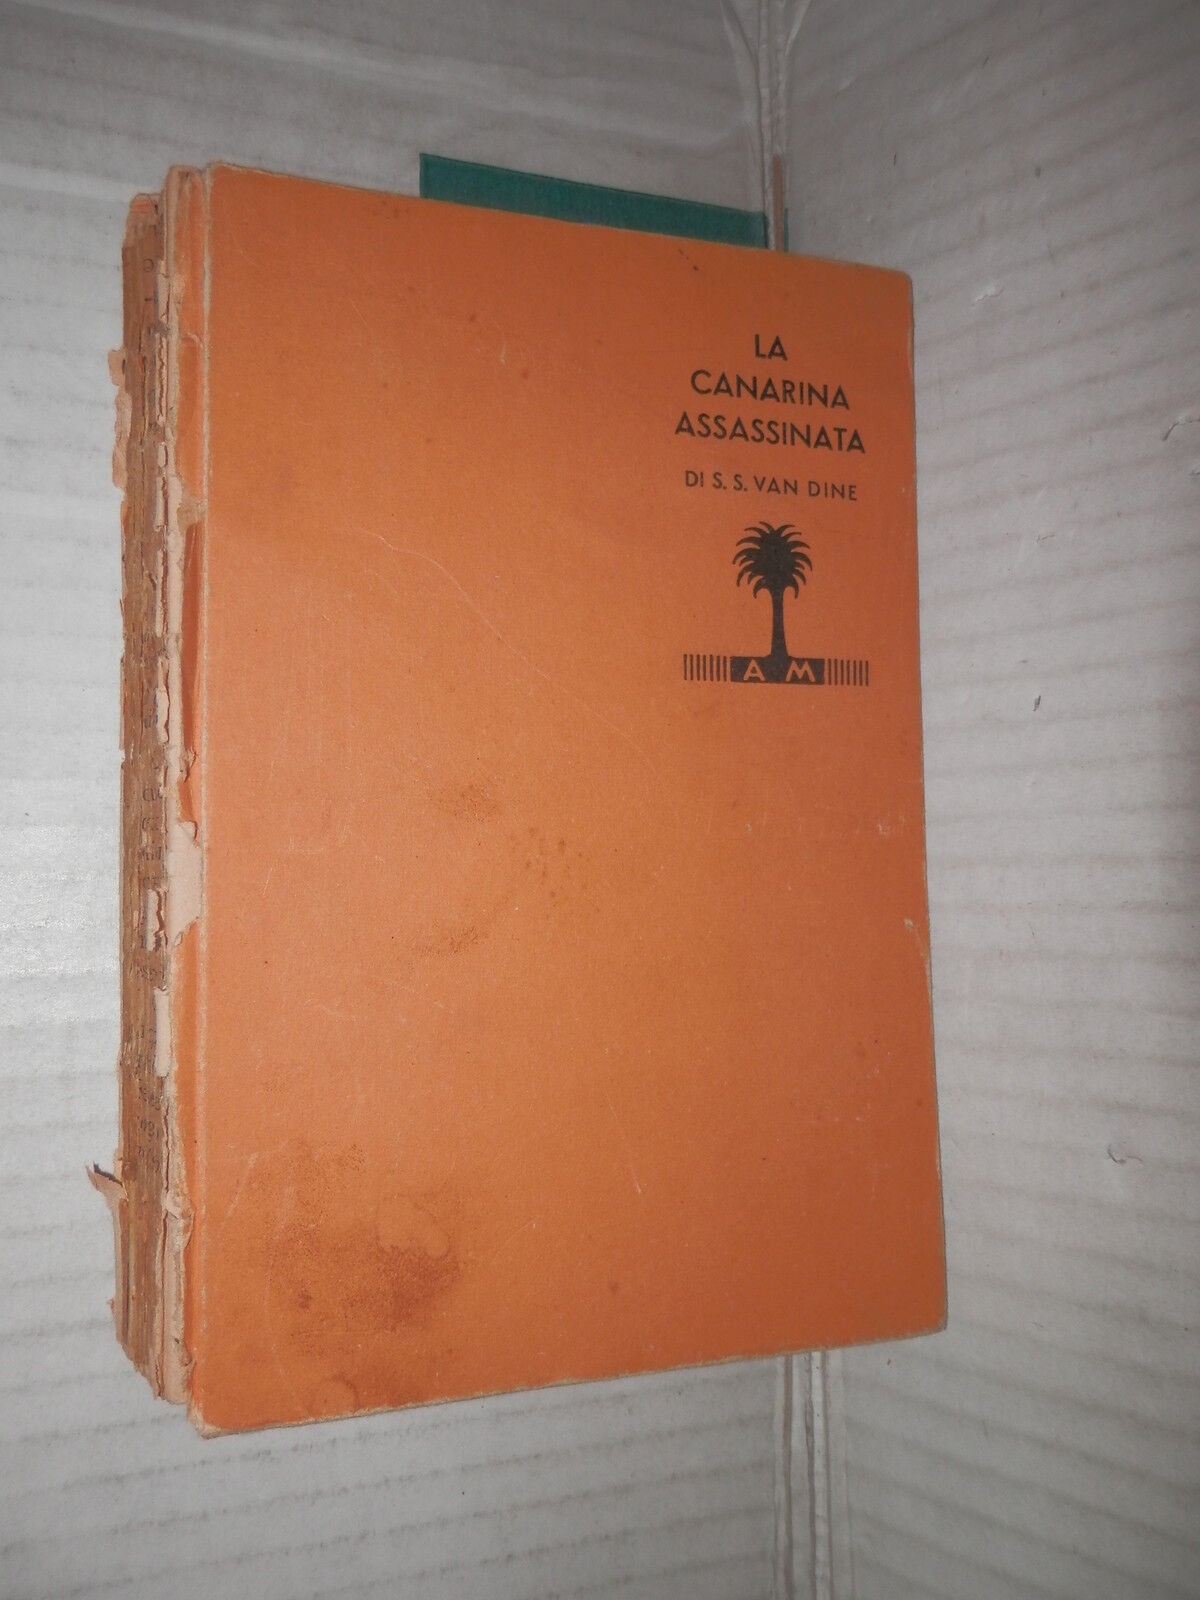 LA
CANARINA
ASSASSINATA
DI S. S. VAN DINE
A M